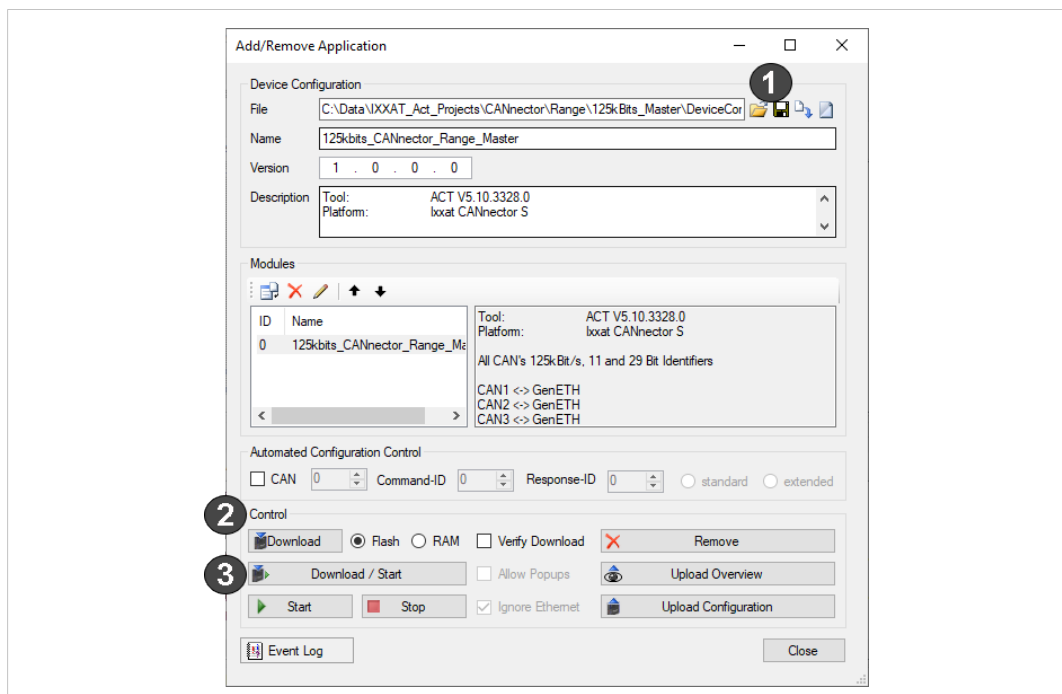 Add/Remove Application
1
Device Configuration
File C:\Data\IXXAT_Act_Projects\CANnector\Range\125kBits_Master\DeviceCor
Name 125kbits_CANnector_Range_Master
Version 1 . 0 . 0 . 0
Description Tool: ACT V5.10.3328.0
Platform: Ixxat CANnector S
Modules
ID Name
0 125kbits_CANnector_Range_Ma
Tool: ACT V5.10.3328.0
Platform: Ixxat CANnector S
All CAN's 125kBit/s, 11 and 29 Bit Identifiers
CAN1 <-> GenETH
CAN2 <-> GenETH
CAN3 <-> GenETH
Automated Configuration Control
CAN 0 Command-ID 0 Response-ID 0 standard extended
2 Control
Download Flash RAM Verify Download Remove
3 Download / Start Allow Popups Upload Overview
Start Stop Ignore Ethernet Upload Configuration
Event Log Close